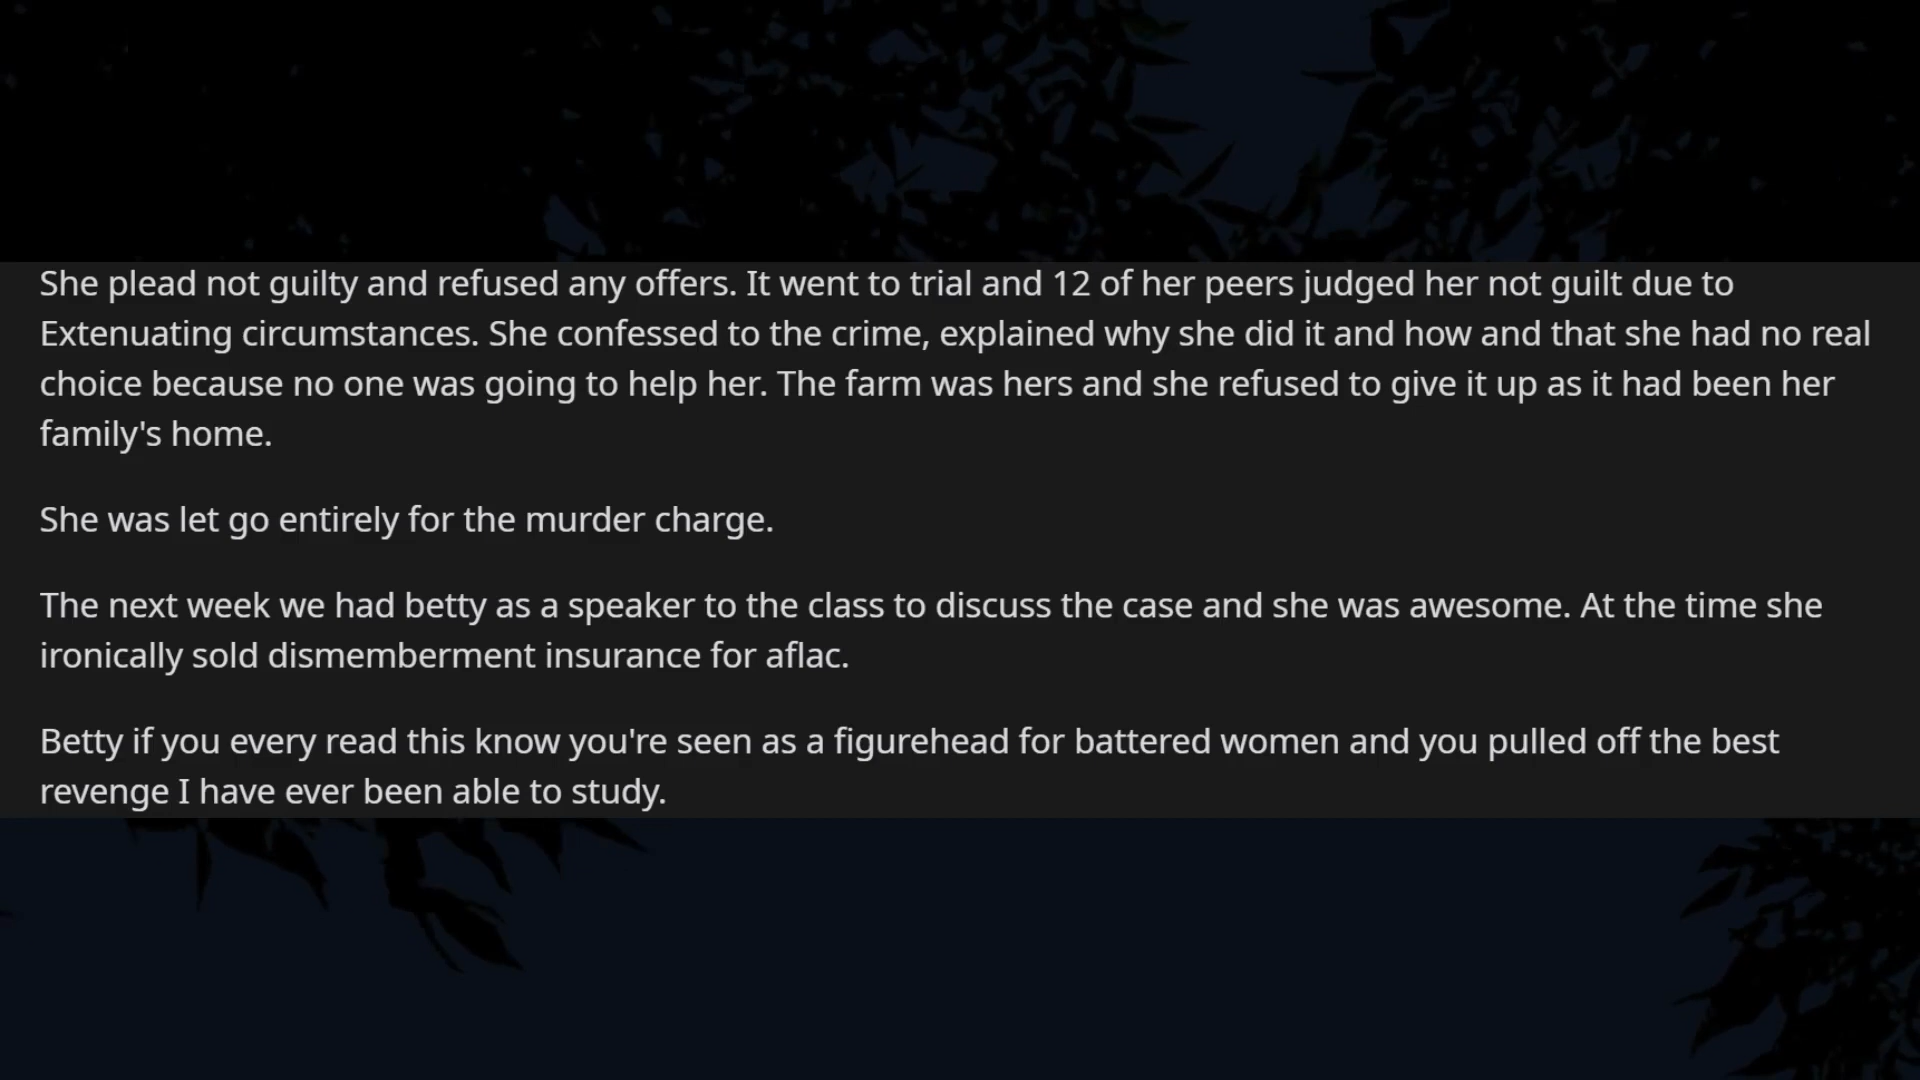 She plead not guilty and refused any offers. It went to trial and 12 of her peers judged her not guilt due to
Extenuating circumstances. She confessed to the crime, explained why she did it and how and that she had no real
choice because no one was going to help her. The farm was hers and she refused to give it up as it had been her
family's home.
She was let go entirely for the murder charge.
The next week we had betty as a speaker to the class to discuss the case and she was awesome. At the time she
ironically sold dismemberment insurance for aflac.
Betty if you every read this know you're seen as a figurehead for battered women and you pulled off the best
revenge I have ever been able to study.